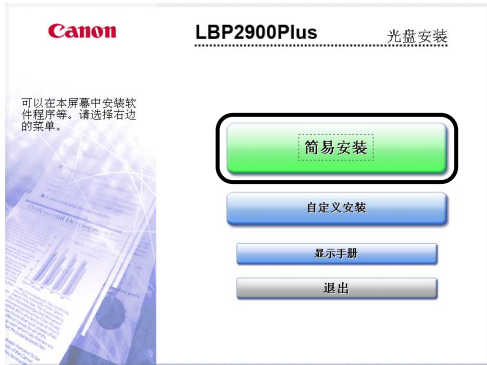 Canon
LBP2900Plus
光盘安装
可以在本屏幕中安装软
件程序等。请选择右边
的菜单。
简易安装
自定义安装
显示手册
退出